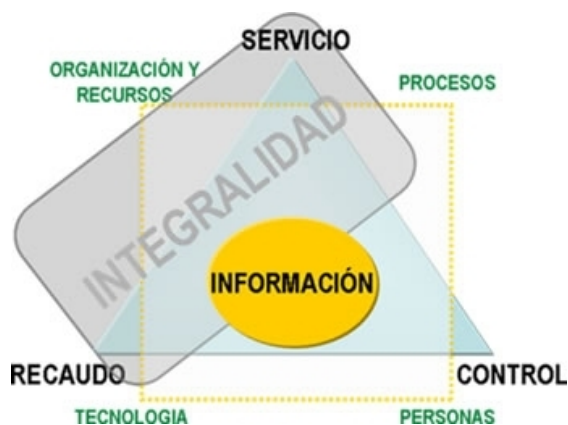 SERVICIO
ORGANIZACIÓN Y
RECURSOS
PROCESOS
INTEGRALIDAD
INFORMACIÓN
RECAUDO
CONTROL
TECNOLOGIA
PERSONAS